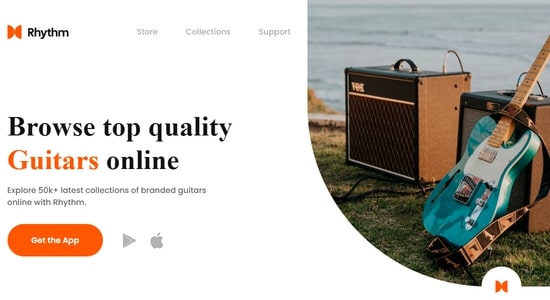 Rhythm
Store
Collections
Support
VOX
Browse top quality
Guitars online
Explore 50k+ latest collections of branded guitars
online with Rhythm.
Get the App